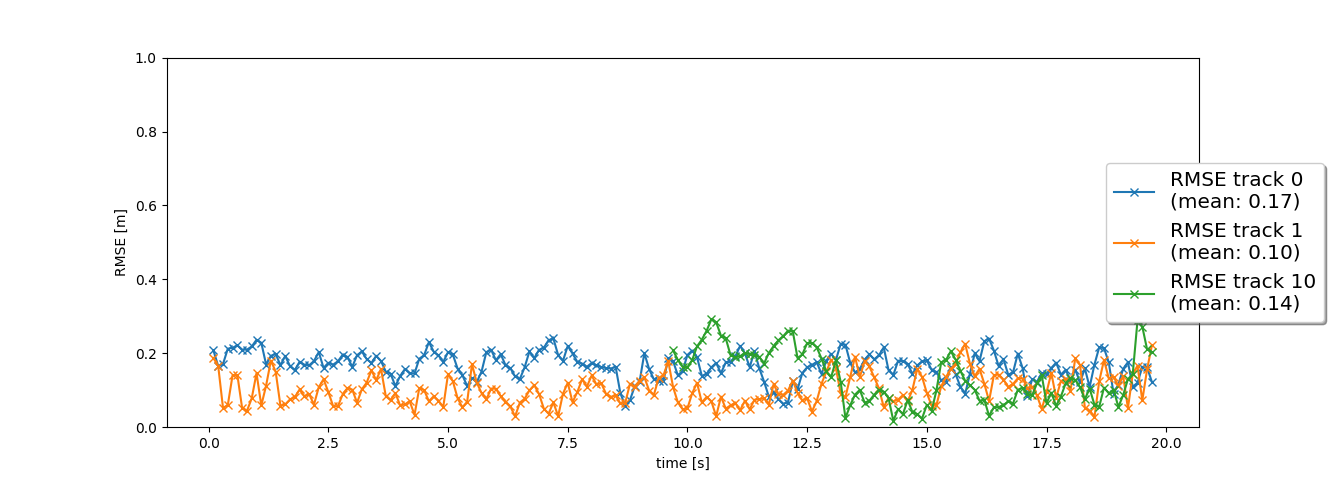 1.0
0.8
0.6
0.4
0.2
0.0
RMSE [m]
0.0 2.5 5.0 7.5 10.0 12.5 15.0 17.5 20.0
time [s]
RMSE track 0
(mean: 0.17)
RMSE track 1
(mean: 0.10)
RMSE track 10
(mean: 0.14)